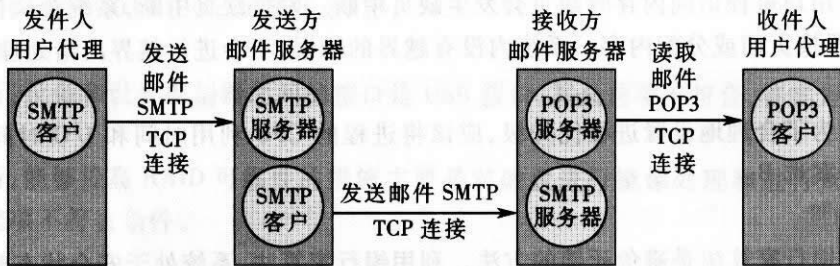 发件人
用户代理
发送方
邮件服务器
接收方
邮件服务器
收件人
用户代理
SMTP
客户
发送
邮件
SMTP
TCP
连接
SMTP
服务器
SMTP
客户
发送邮件 SMTP
TCP 连接
POP3
服务器
SMTP
服务器
读取
邮件
POP3
TCP
连接
POP3
客户